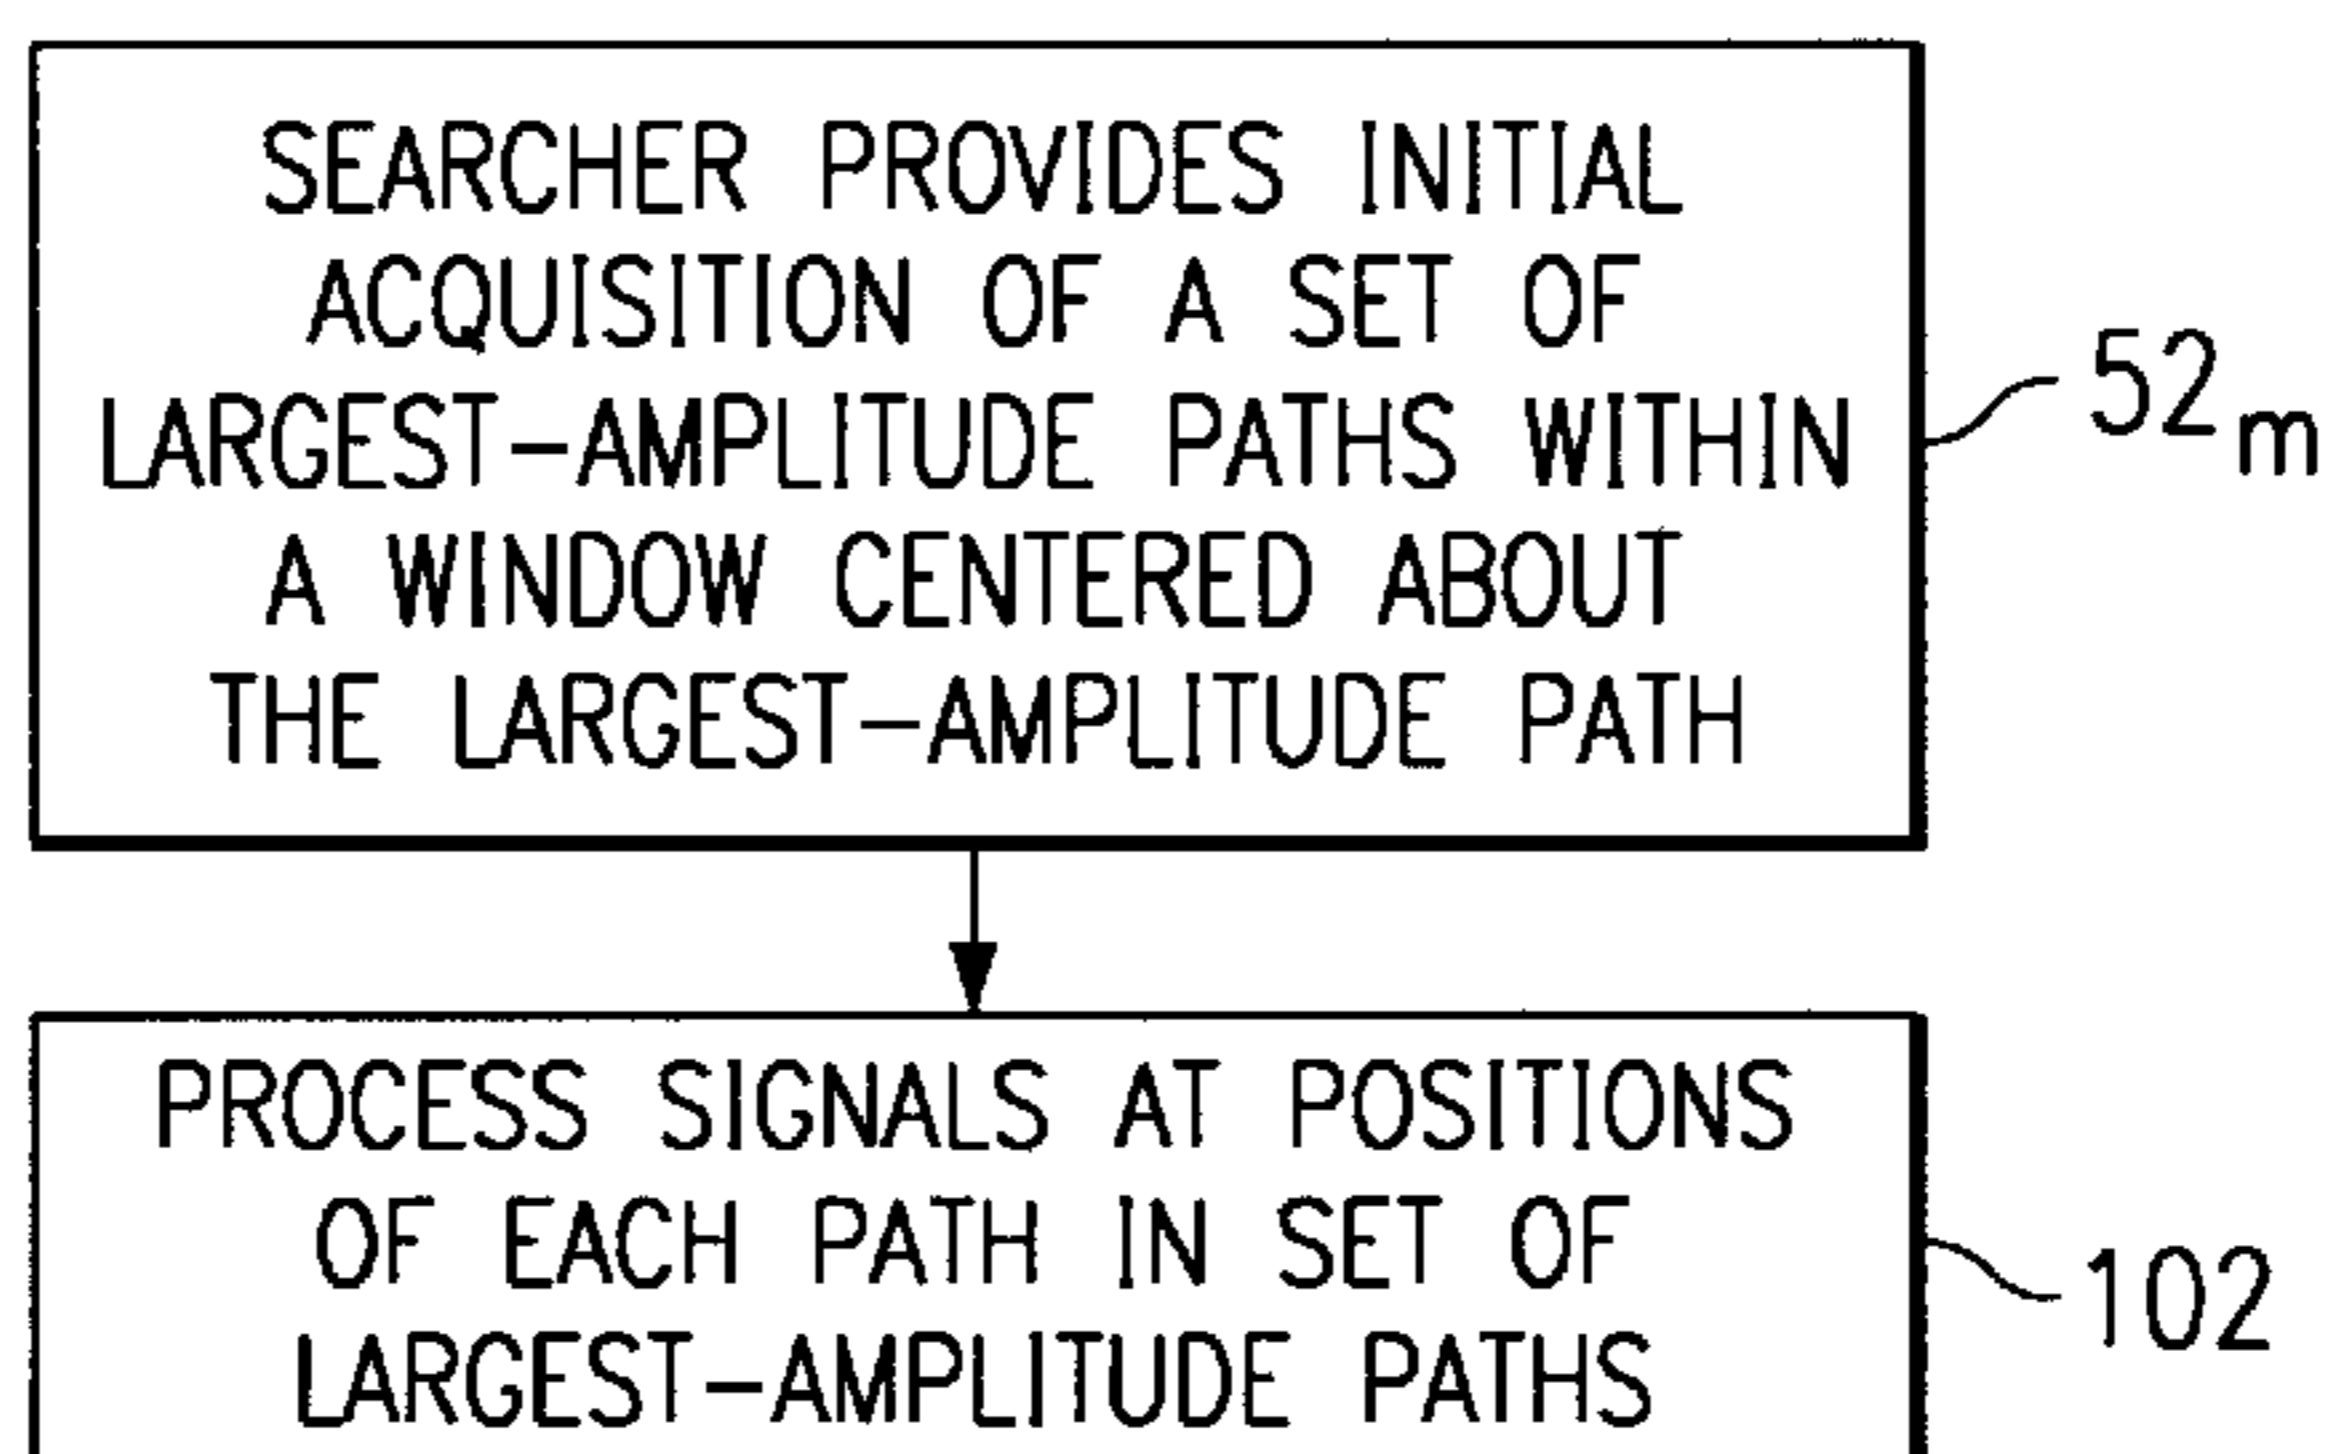 SEARCHER PROVIDES INITIAL
ACQUISITION OF A SET OF
LARGEST-AMPLITUDE PATHS WITHIN
A WINDOW CENTERED ABOUT
THE LARGEST-AMPLITUDE PATH
52m
PROCESS SIGNALS AT POSITIONS
OF EACH PATH IN SET OF
LARGEST-AMPLITUDE PATHS
102